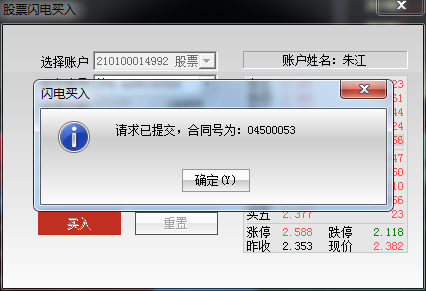 股票闪电买入
选择账户 210100014992 股票
账户姓名：朱江
23
闪电买入
请求已提交，合同号为：04500053
确定(Y)
买入
重置
买五 2.377 23
涨停 2.588 跌停 2.118
昨收 2.353 现价 2.382